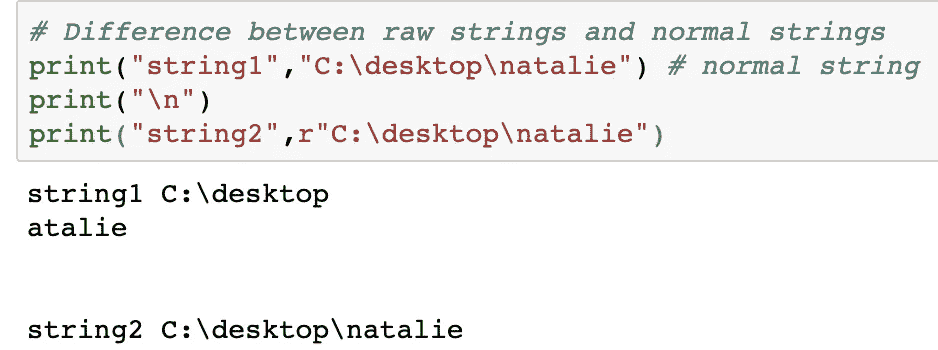 # Difference between raw strings and normal strings
print("string1","C:\desktop\natalie") # normal string
print("\n")
print("string2",r"C:\desktop\natalie")
string1 C:\desktop
atalie
string2 C:\desktop\natalie